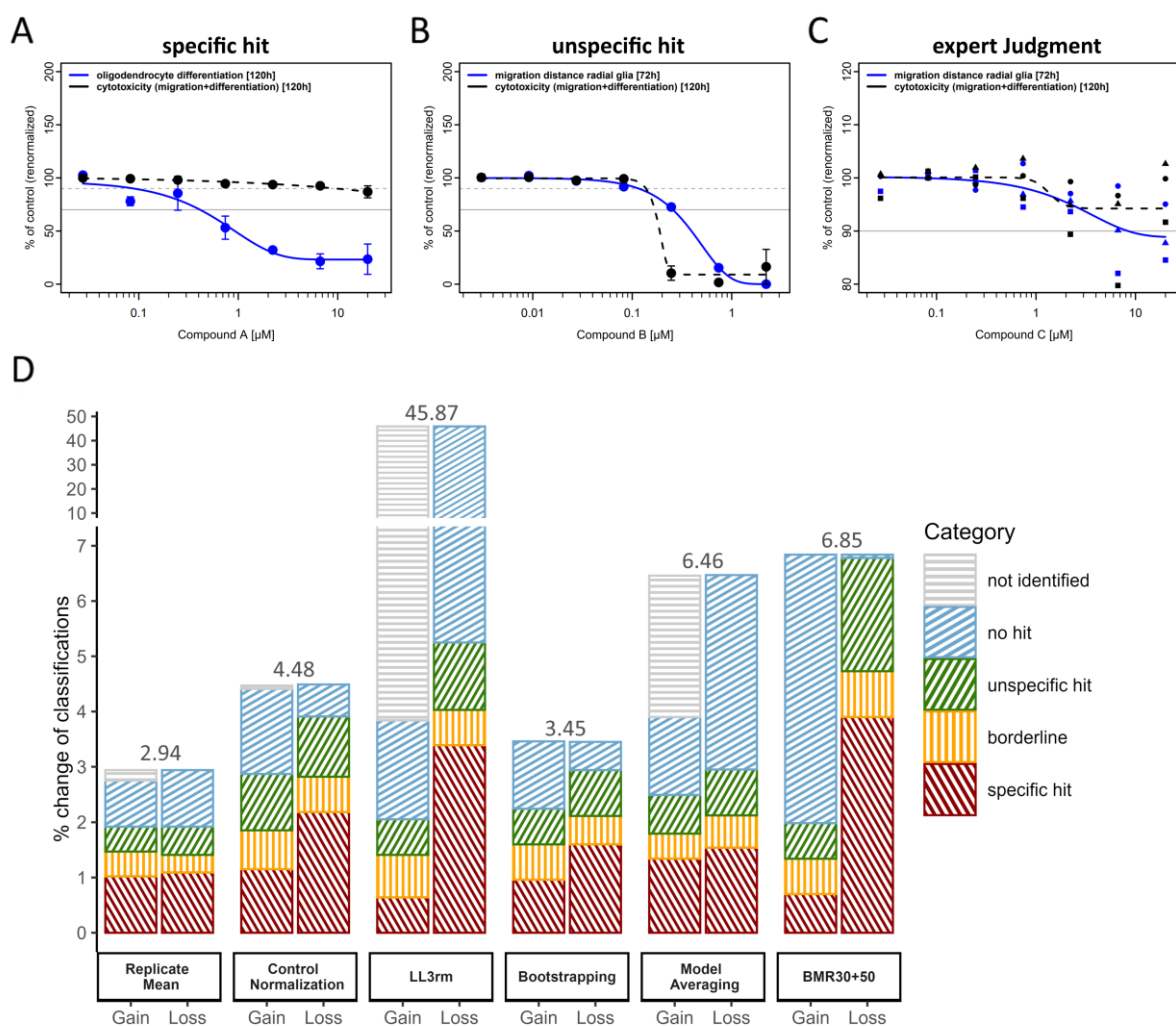 A
specific hit
oligodendrocyte differentiation [120h]
cytotoxicity (migration+differentiation) [120h]
% of control (renormalized)
200
150
100
50
0
0.1
1
10
Compound A [µM]
B
unspecific hit
migration distance radial glia [72h]
cytotoxicity (migration+differentiation) [120h]
% of control (renormalized)
200
150
100
50
0
0.01
0.1
1
Compound B [µM]
C
expert Judgment
migration distance radial glia [72h]
cytotoxicity (migration+differentiation) [120h]
% of control (renormalized)
120
110
100
90
80
0.1
1
10
Compound C [µM]
D
% change of classifications
50
40
30
20
10
7
6
5
4
3
2
1
0
2.94
4.48
45.87
3.45
6.46
6.85
Replicate
Mean
Control
Normalization
LL3rm
Bootstrapping
Model
Averaging
BMR30+50
Gain Loss
Gain Loss
Gain Loss
Gain Loss
Gain Loss
Gain Loss
Category
not identified
no hit
unspecific hit
borderline
specific hit